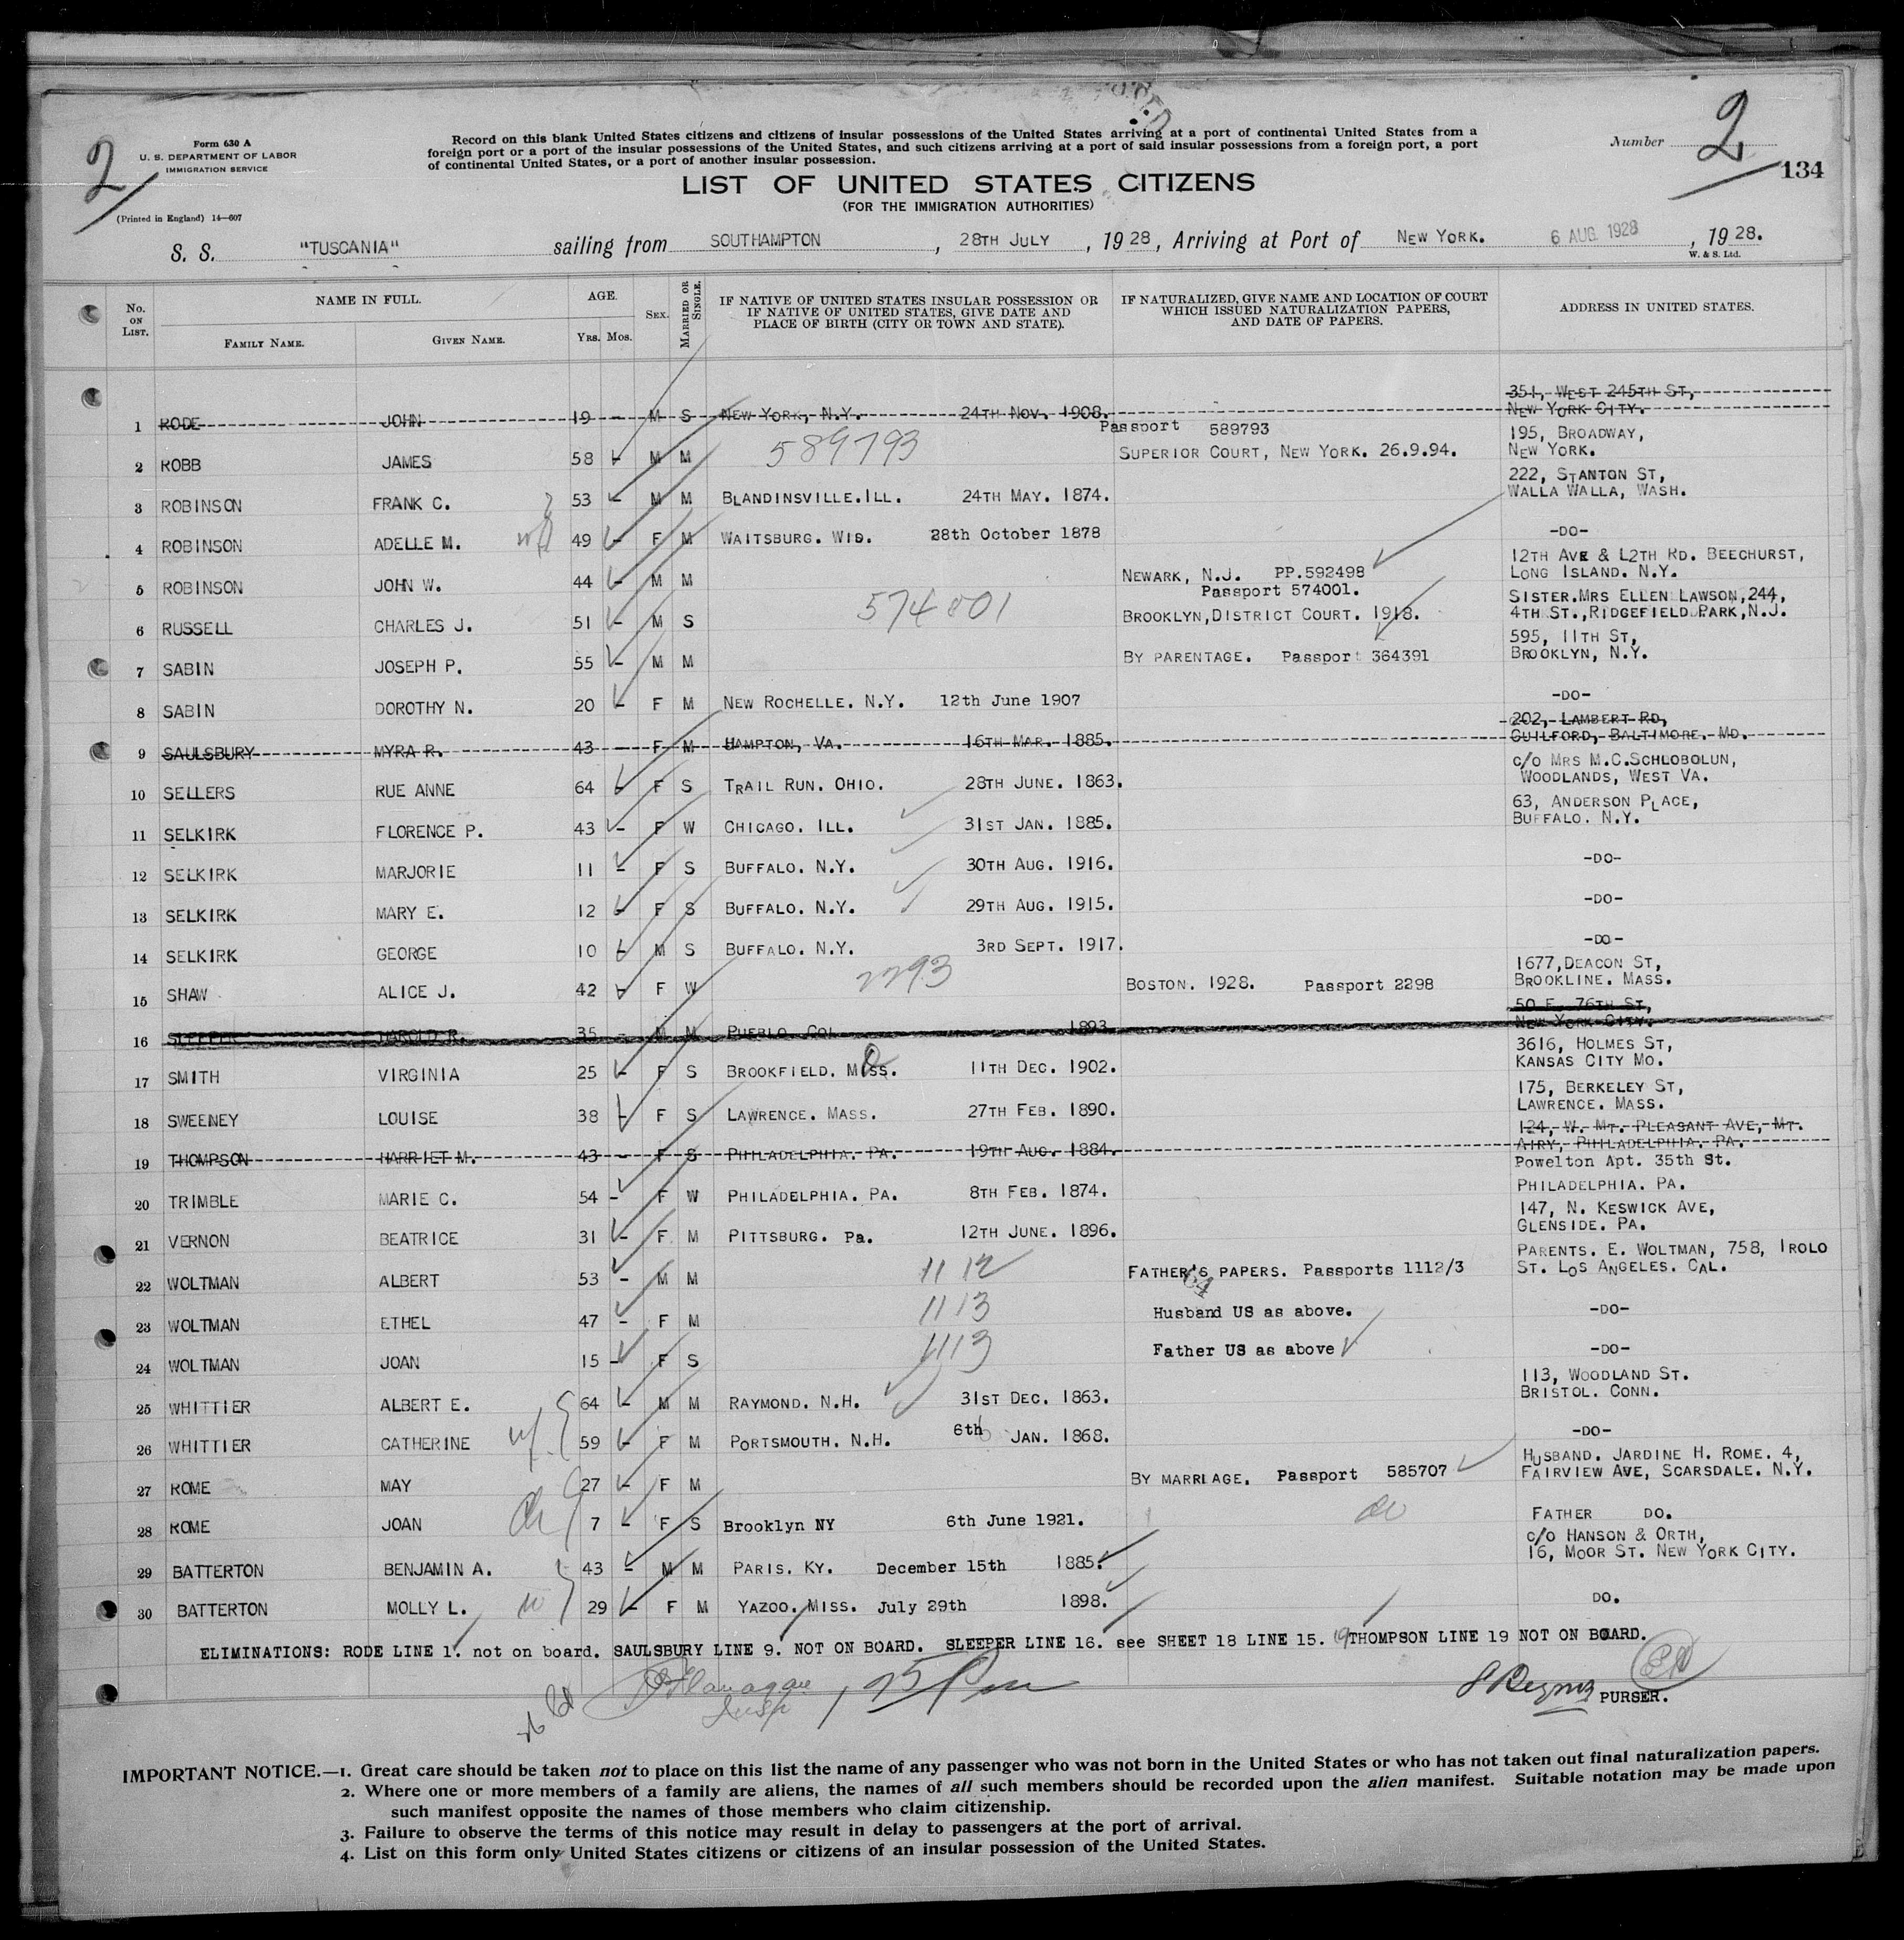 2
Form 630 A
U. S. DEPARTMENT OF LABOR
IMMIGRATION SERVICE
(Printed in England) 14—607
Record on this blank United States citizens and citizens of insular possessions of the United States arriving at a port of continental United States from a
foreign port or a port of the insular possessions of the United States, and such citizens arriving at a port of said insular possessions from a foreign port, a port
of continental United States, or a port of another insular possession.
Number 2
134
LIST OF UNITED STATES CITIZENS
(FOR THE IMMIGRATION AUTHORITIES)
S. S. "TUSCANIA" sailing from SOUTHAMPTON, 28TH JULY, 1928, Arriving at Port of NEW YORK. 6 AUG 1928, 1928.
W. & S. Ltd.
No. ON LIST. NAME IN FULL. FAMILY NAME. GIVEN NAME. AGE. YRS. MOS. SEX. MARRIED OR SINGLE. IF NATIVE OF UNITED STATES INSULAR POSSESSION OR IF NATIVE OF UNITED STATES, GIVE DATE AND PLACE OF BIRTH (CITY OR TOWN AND STATE). IF NATURALIZED, GIVE NAME AND LOCATION OF COURT WHICH ISSUED NATURALIZATION PAPERS, AND DATE OF PAPERS. ADDRESS IN UNITED STATES.
1 RODE JOHN 19 - M S NEW YORK, N.Y. 24TH NOV. 1908. 351, WEST 245TH ST, NEW YORK CITY.
2 ROBB JAMES 58 - M M 589793 Passport 589793 SUPERIOR COURT, NEW YORK. 26.9.94. 195, BROADWAY, NEW YORK.
3 ROBINSON FRANK C. 53 - M M BLANDINSVILLE.ILL. 24TH MAY. 1874. 222, STANTON ST, WALLA WALLA, WASH.
4 ROBINSON ADELLE M. 49 - F M WAITSBURG. WIS. 28th October 1878 -DO-
5 ROBINSON JOHN W. 44 - M M NEWARK, N.J. PP.592498 12TH AVE & L2TH RD. BEECHURST, LONG ISLAND. N.Y.
6 RUSSELL CHARLES J. 51 - M S 574001 Passport 574001. BROOKLYN,DISTRICT COURT. 1918. SISTER.MRS ELLEN LAWSON,244, 4TH ST.,RIDGEFIELD PARK,N.J.
7 SABIN JOSEPH P. 55 - M M BY PARENTAGE. Passport 364391 595, 11TH ST, BROOKLYN, N.Y.
8 SABIN DOROTHY N. 20 - F M NEW ROCHELLE. N.Y. 12th June 1907 -DO-
9 SAULSBURY MYRA R. 43 - F M HAMPTON, VA. 16TH MAR. 1885. 202, LAMBERT RD, GUILFORD, BALTIMORE. MD.
10 SELLERS RUE ANNE 64 - F S TRAIL RUN. OHIO. 28TH JUNE. 1863. c/o MRS M.C.SCHLOBOLUN, WOODLANDS, WEST VA.
11 SELKIRK FLORENCE P. 43 - F W CHICAGO. ILL. 31ST JAN. 1885. 63, ANDERSON PLACE, BUFFALO. N.Y.
12 SELKIRK MARJORIE 11 - F S BUFFALO. N.Y. 30TH AUG. 1916. -DO-
13 SELKIRK MARY E. 12 - F S BUFFALO. N.Y. 29TH AUG. 1915. -DO-
14 SELKIRK GEORGE 10 - M S BUFFALO. N.Y. 3RD SEPT. 1917. -DO-
15 SHAW ALICE J. 42 - F W 2293 BOSTON. 1928. Passport 2298 1677,DEACON ST, BROOKLINE. MASS.
16 SLEEPER HAROLD R. 35 - M M PUEBLO COL 1893 50 E. 76TH ST, NEW YORK CITY.
17 SMITH VIRGINIA 25 - F S BROOKFIELD. MISS. 11TH DEC. 1902. 3616, HOLMES ST, KANSAS CITY MO.
18 SWEENEY LOUISE 38 - F S LAWRENCE. MASS. 27TH FEB. 1890. 175, BERKELEY ST, LAWRENCE. MASS.
19 THOMPSON HARRIET M. 43 - F S PHILADELPHIA. PA. 19TH AUG. 1884. 124, W. MT. PLEASANT AVE, MT. AIRY, PHILADELPHIA. PA.
20 TRIMBLE MARIE C. 54 - F W PHILADELPHIA. PA. 8TH FEB. 1874. Powelton Apt. 35th St. PHILADELPHIA. PA.
21 VERNON BEATRICE 31 - F M PITTSBURG. Pa. 12TH JUNE. 1896. 147, N. KESWICK AVE, GLENSIDE. PA.
22 WOLTMAN ALBERT 53 - M M 1112 FATHER'S PAPERS. Passports 1112/3 PARENTS. E. WOLTMAN, 758, IROLO ST. LOS ANGELES. CAL.
23 WOLTMAN ETHEL 47 - F M 1113 Husband US as above. -DO-
24 WOLTMAN JOAN 15 - F S 1113 Father US as above -DO-
25 WHITTIER ALBERT E. 64 - M M RAYMOND. N.H. 31ST DEC. 1863. 113, WOODLAND ST. BRISTOL. CONN.
26 WHITTIER CATHERINE 59 - F M PORTSMOUTH. N.H. 6th JAN. 1868. -DO-
27 ROME MAY 27 - F M BY MARRIAGE. Passport 585707 HUSBAND. JARDINE H. ROME. 4, FAIRVIEW AVE, SCARSDALE. N.Y.
28 ROME JOAN 7 - F S Brooklyn NY 6th June 1921. FATHER DO.
29 BATTERTON BENJAMIN A. 43 - M M PARIS. KY. December 15th 1885. c/o HANSON & ORTH, 16, MOOR ST. NEW YORK CITY.
30 BATTERTON MOLLY L. 29 - F M YAZOO. MISS. July 29th 1898. DO.
ELIMINATIONS: RODE LINE 1. not on board. SAULSBURY LINE 9. NOT ON BOARD. SLEEPER LINE 16. see SHEET 18 LINE 15. THOMPSON LINE 19 NOT ON BOARD.
PURSER.
IMPORTANT NOTICE.—1. Great care should be taken not to place on this list the name of any passenger who was not born in the United States or who has not taken out final naturalization papers.
2. Where one or more members of a family are aliens, the names of all such members should be recorded upon the alien manifest. Suitable notation may be made upon
such manifest opposite the names of those members who claim citizenship.
3. Failure to observe the terms of this notice may result in delay to passengers at the port of arrival.
4. List on this form only United States citizens or citizens of an insular possession of the United States.